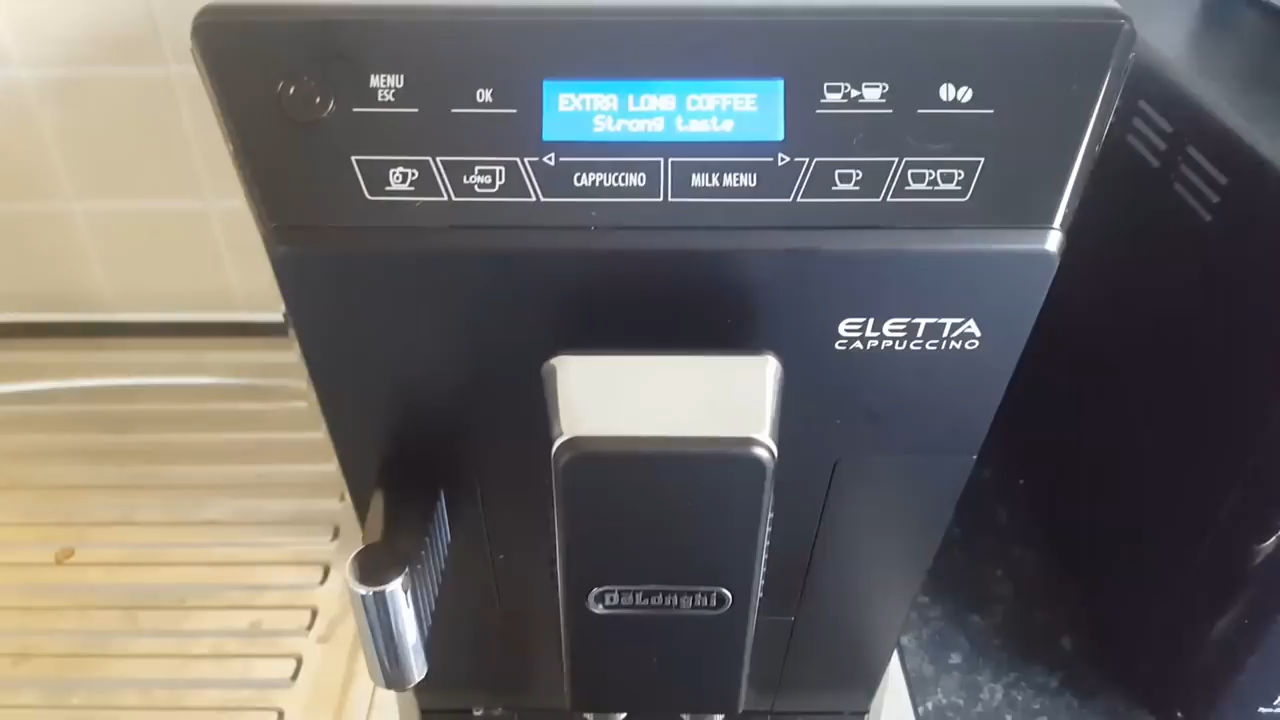 MENU
ESC
OK
EXTRA LONG COFFEE
Strong taste
LONG
CAPPUCCINO
MILK MENU
ELETTA
CAPPUCCINO
DeLonghi